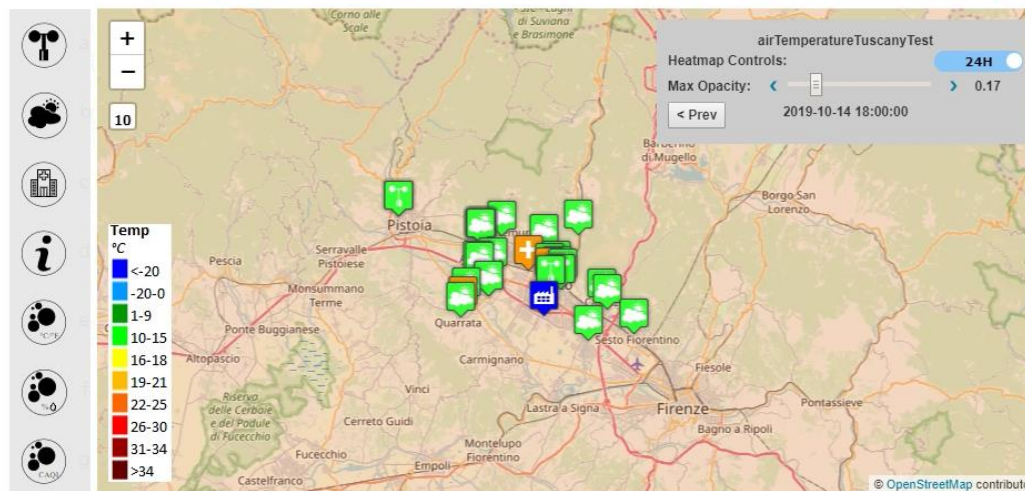 Corno alle
Scale
di Suviana
e Brasimone
+
−
10
airTemperatureTuscanyTest
Heatmap Controls:
24H
Max Opacity:
0.17
< Prev
2019-10-14 18:00:00
Barberino
di Mugello
Borgo San
Lorenzo
Pistoia
Serravalle
Pistoiese
Pescia
Monsummano
Terme
Ponte Buggianese
Altopascio
Quarrata
Carmignano
Sesto Fiorentino
Fiesole
Vinci
Pontassieve
Riserva
delle Cerbaie
e del Padule
di Fucecchio
Cerreto Guidi
Lastra a Signa
Firenze
Bagno a Ripoli
Montelupo
Fiorentino
Fucecchio
Empoli
Castelfranco
Temp
°C
<-20
-20-0
1-9
10-15
16-18
19-21
22-25
26-30
31-34
>34
°C/°F
%
CAQI
© OpenStreetMap contribute